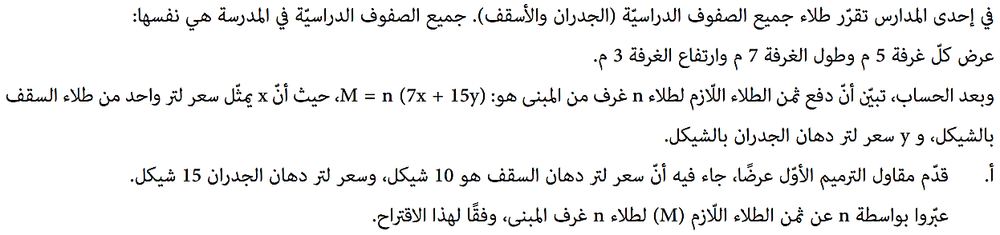 في إحدى المدارس تقرّر طلاء جميع الصفوف الدراسيّة (الجدران والأسقف). جميع الصفوف الدراسيّة في المدرسة هي نفسها:
عرض كلّ غرفة 5 م وطول الغرفة 7 م وارتفاع الغرفة 3 م.
وبعد الحساب، تبيّن أنّ دفع ثمن الطلاء اللّازم لطلاء n غرف من المبنى هو: M = n (7x + 15y)، حيث أنّ x يمثّل سعر لتر واحد من طلاء السقف
بالشيكل، و y سعر لتر دهان الجدران بالشيكل.
أ. قدّم مقاول الترميم الأوّل عرضًا، جاء فيه أنّ سعر لتر دهان السقف هو 10 شيكل، وسعر لتر دهان الجدران 15 شيكل.
عبّروا بواسطة n عن ثمن الطلاء اللّازم (M) لطلاء n غرف المبنى، وفقًا لهذا الاقتراح.